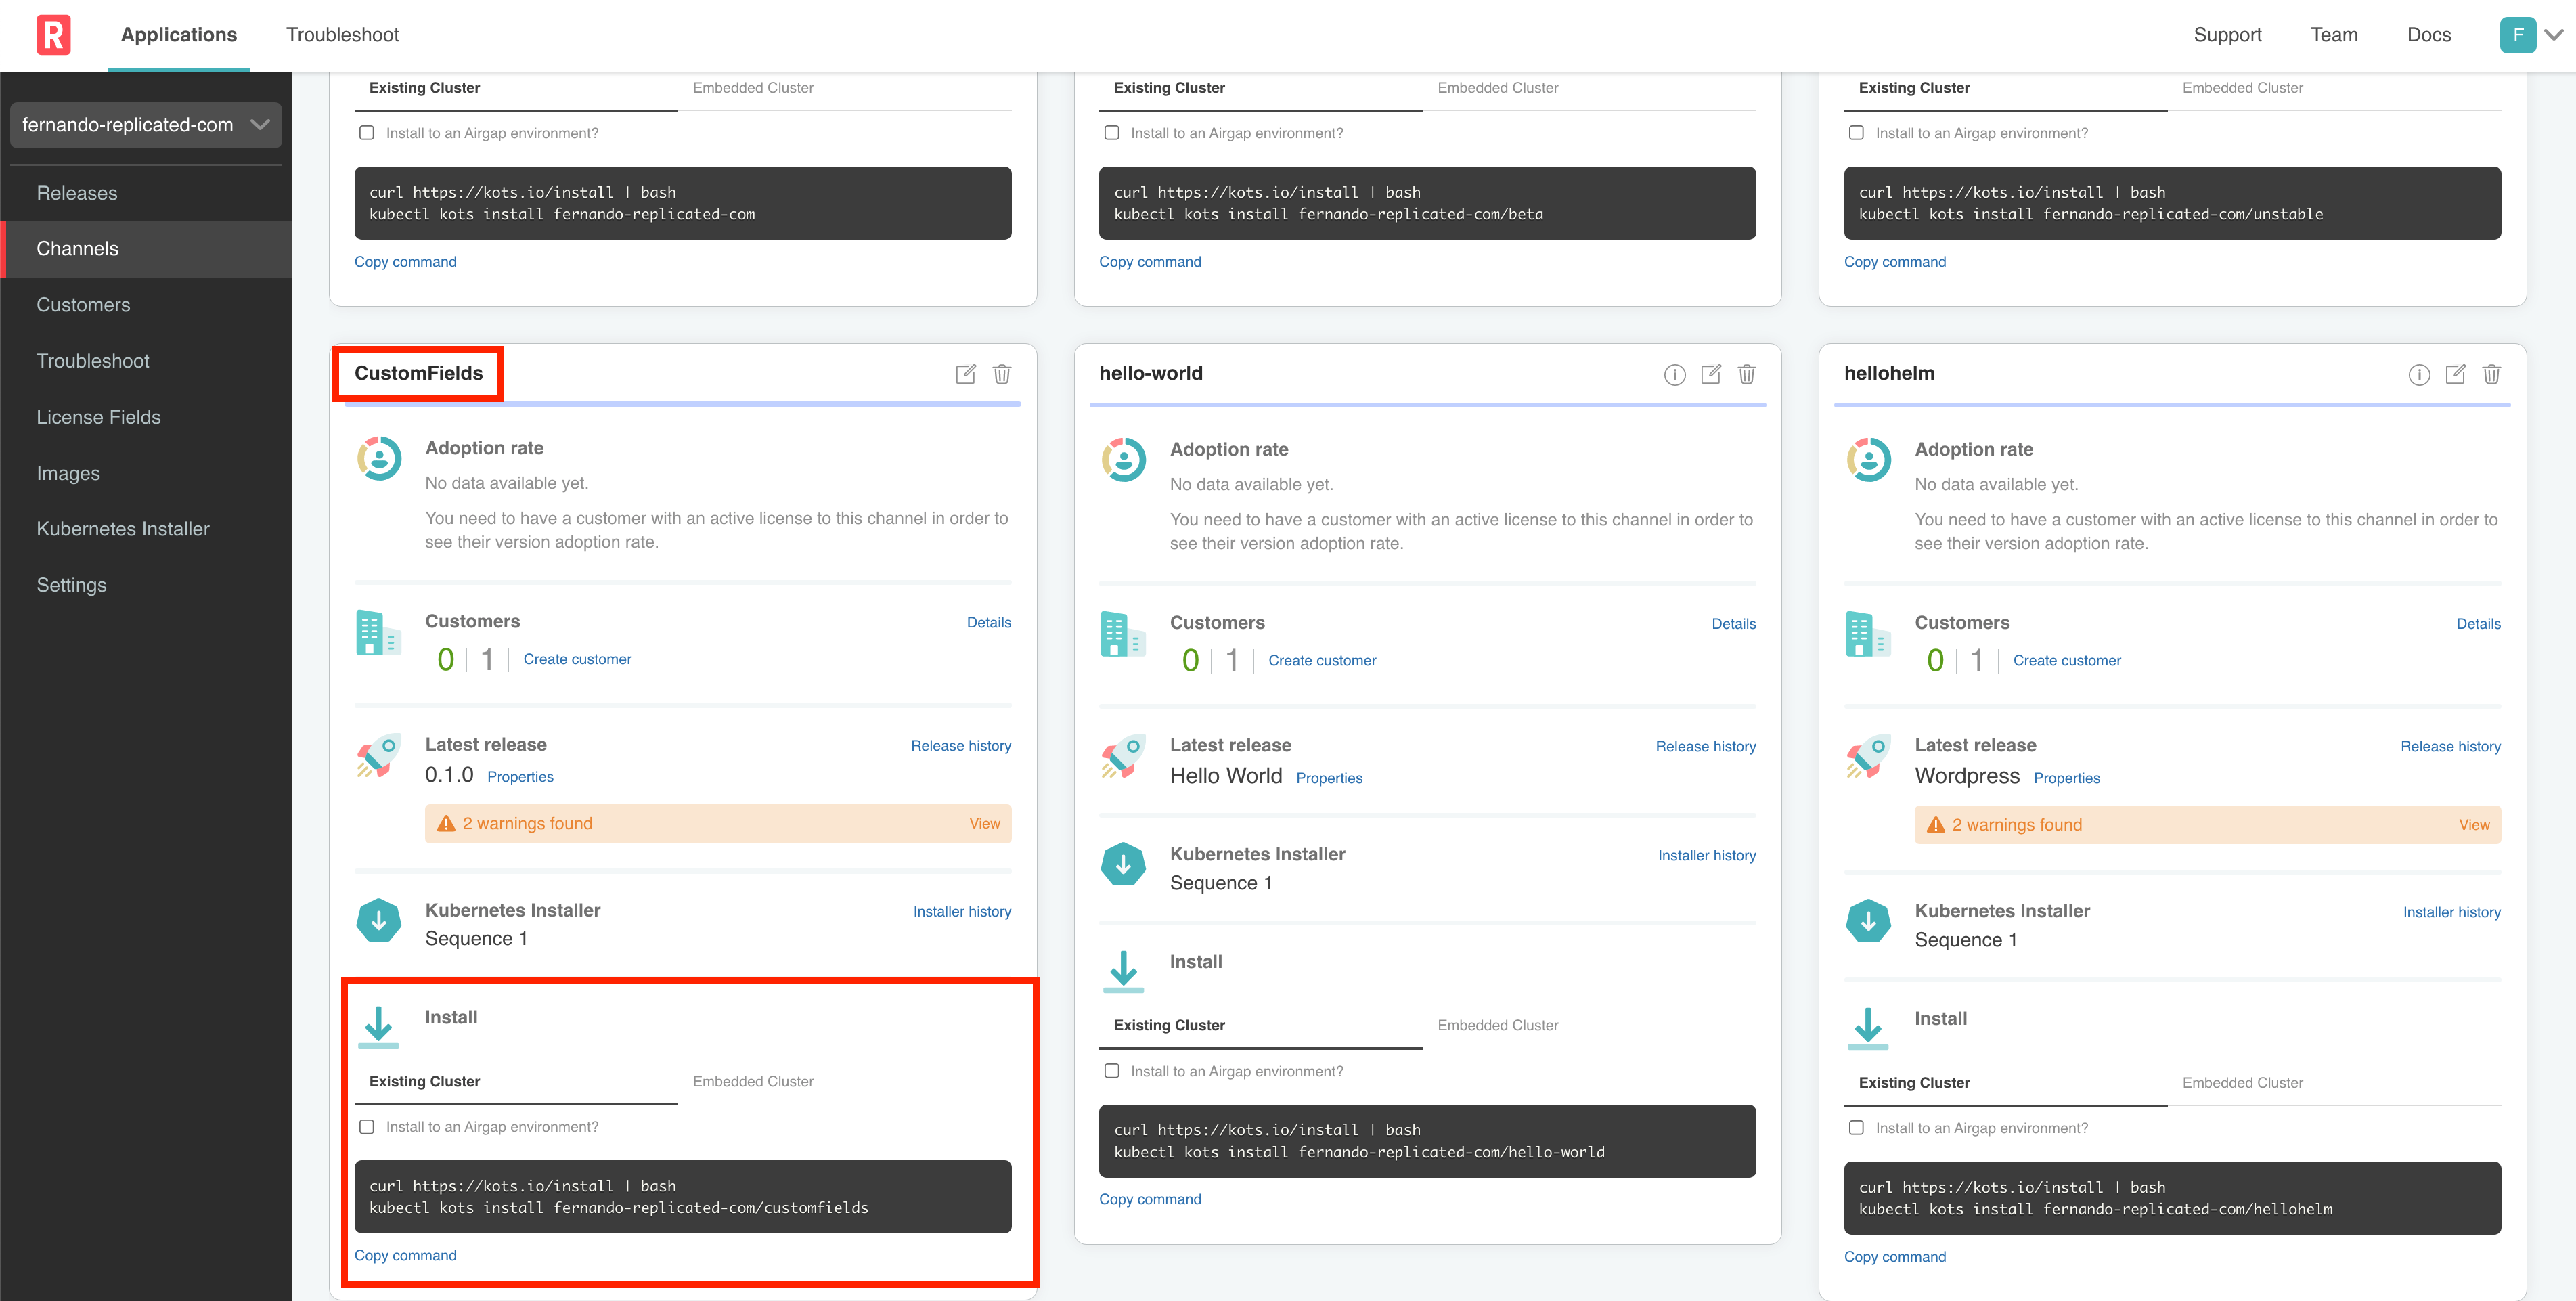 R
Applications
Troubleshoot
Support
Team
Docs
F
fernando-replicated-com
Releases
Channels
Customers
Troubleshoot
License Fields
Images
Kubernetes Installer
Settings
Existing Cluster
Embedded Cluster
Install to an Airgap environment?
curl https://kots.io/install | bash
kubectl kots install fernando-replicated-com
Copy command
Existing Cluster
Embedded Cluster
Install to an Airgap environment?
curl https://kots.io/install | bash
kubectl kots install fernando-replicated-com/beta
Copy command
Existing Cluster
Embedded Cluster
Install to an Airgap environment?
curl https://kots.io/install | bash
kubectl kots install fernando-replicated-com/unstable
Copy command
CustomFields
Adoption rate
No data available yet.
You need to have a customer with an active license to this channel in order to
see their version adoption rate.
Customers
Details
0 | 1 | Create customer
Latest release
Release history
0.1.0 Properties
2 warnings found
View
Kubernetes Installer
Installer history
Sequence 1
Install
Existing Cluster
Embedded Cluster
Install to an Airgap environment?
curl https://kots.io/install | bash
kubectl kots install fernando-replicated-com/customfields
Copy command
hello-world
Adoption rate
No data available yet.
You need to have a customer with an active license to this channel in order to
see their version adoption rate.
Customers
Details
0 | 1 | Create customer
Latest release
Release history
Hello World Properties
Kubernetes Installer
Installer history
Sequence 1
Install
Existing Cluster
Embedded Cluster
Install to an Airgap environment?
curl https://kots.io/install | bash
kubectl kots install fernando-replicated-com/hello-world
Copy command
hellohelm
Adoption rate
No data available yet.
You need to have a customer with an active license to this channel in order to
see their version adoption rate.
Customers
Details
0 | 1 | Create customer
Latest release
Release history
Wordpress Properties
2 warnings found
View
Kubernetes Installer
Installer history
Sequence 1
Install
Existing Cluster
Embedded Cluster
Install to an Airgap environment?
curl https://kots.io/install | bash
kubectl kots install fernando-replicated-com/hellohelm
Copy command